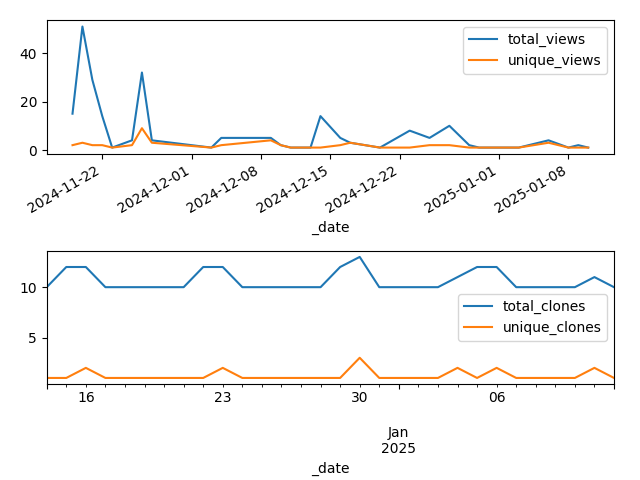 40
20
0
total_views
unique_views
2024-11-22
2024-12-01
2024-12-08
2024-12-15
2024-12-22
2025-01-01
2025-01-08
_date
10
5
total_clones
unique_clones
16
23
30
06
Jan
2025
_date